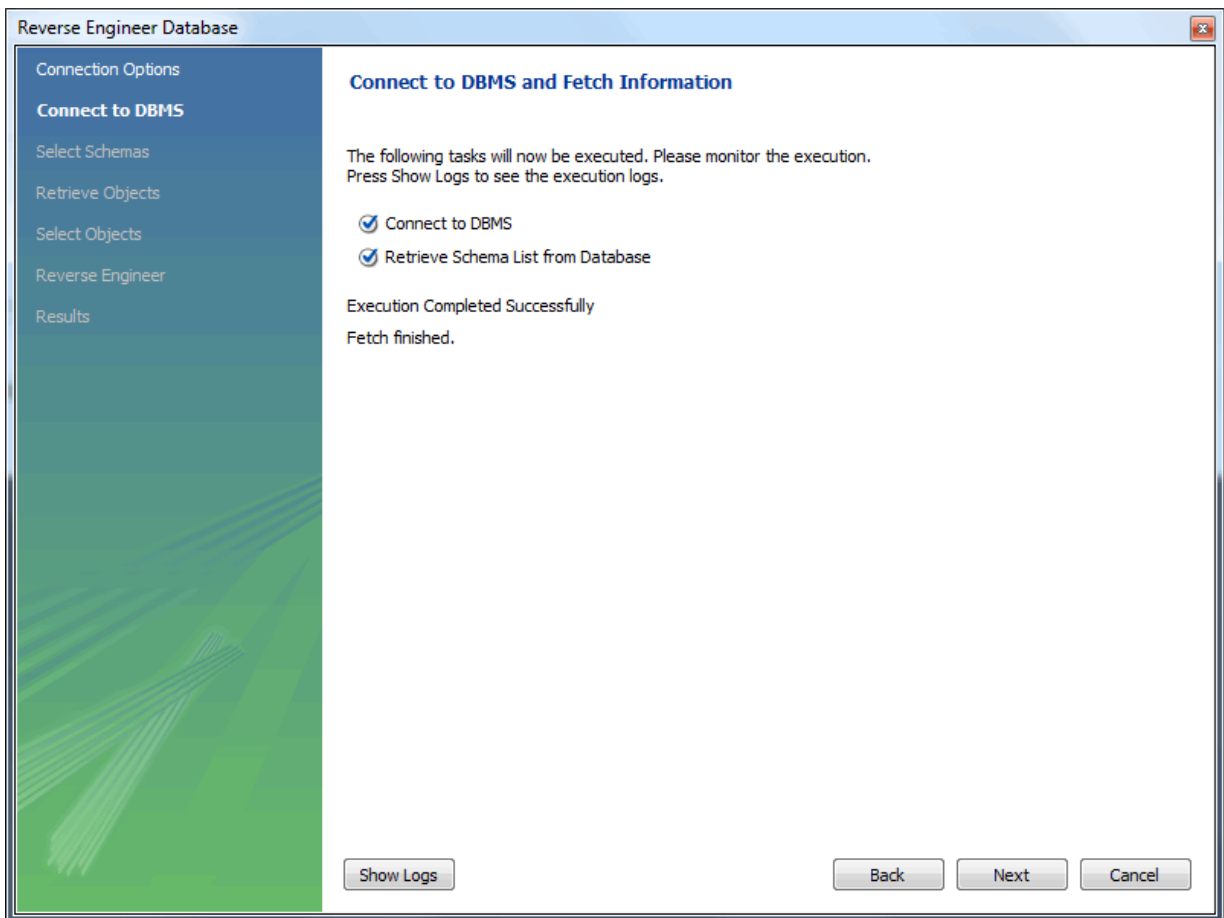 Reverse Engineer Database
Connection Options
Connect to DBMS
Select Schemas
Retrieve Objects
Select Objects
Reverse Engineer
Results
Connect to DBMS and Fetch Information
The following tasks will now be executed. Please monitor the execution.
Press Show Logs to see the execution logs.
Connect to DBMS
Retrieve Schema List from Database
Execution Completed Successfully
Fetch finished.
Show Logs
Back
Next
Cancel